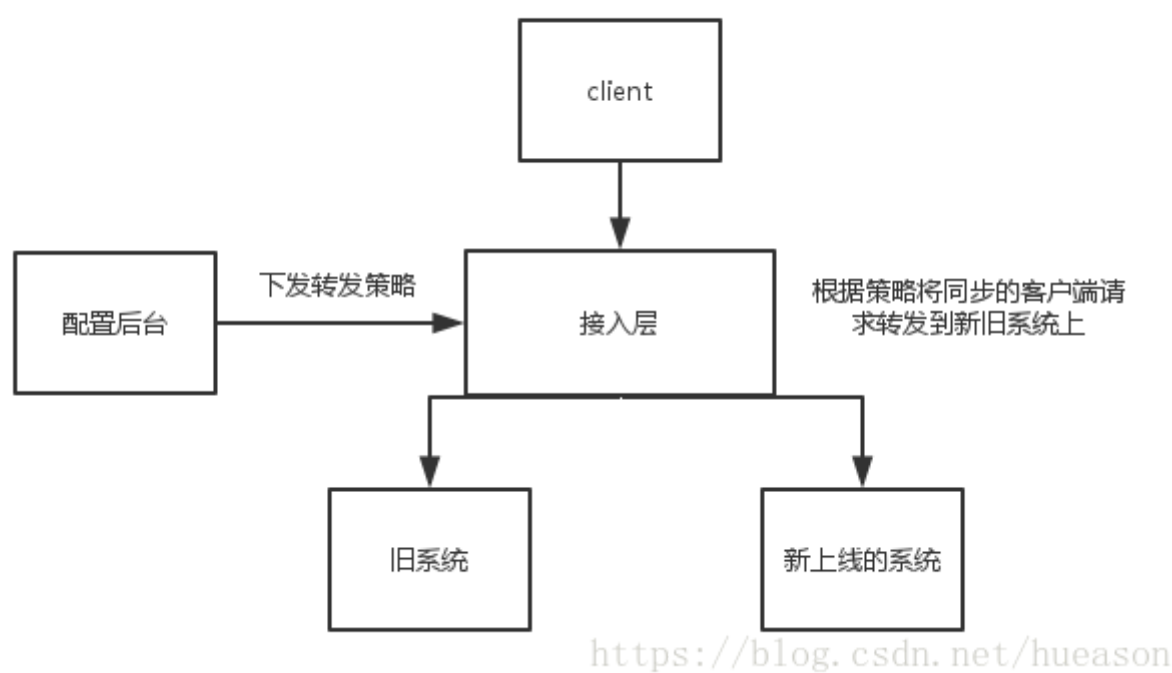 client
下发转发策略
配置后台
接入层
根据策略将同步的客户端请
求转发到新旧系统上
旧系统
新上线的系统
https://blog.csdn.net/hueason